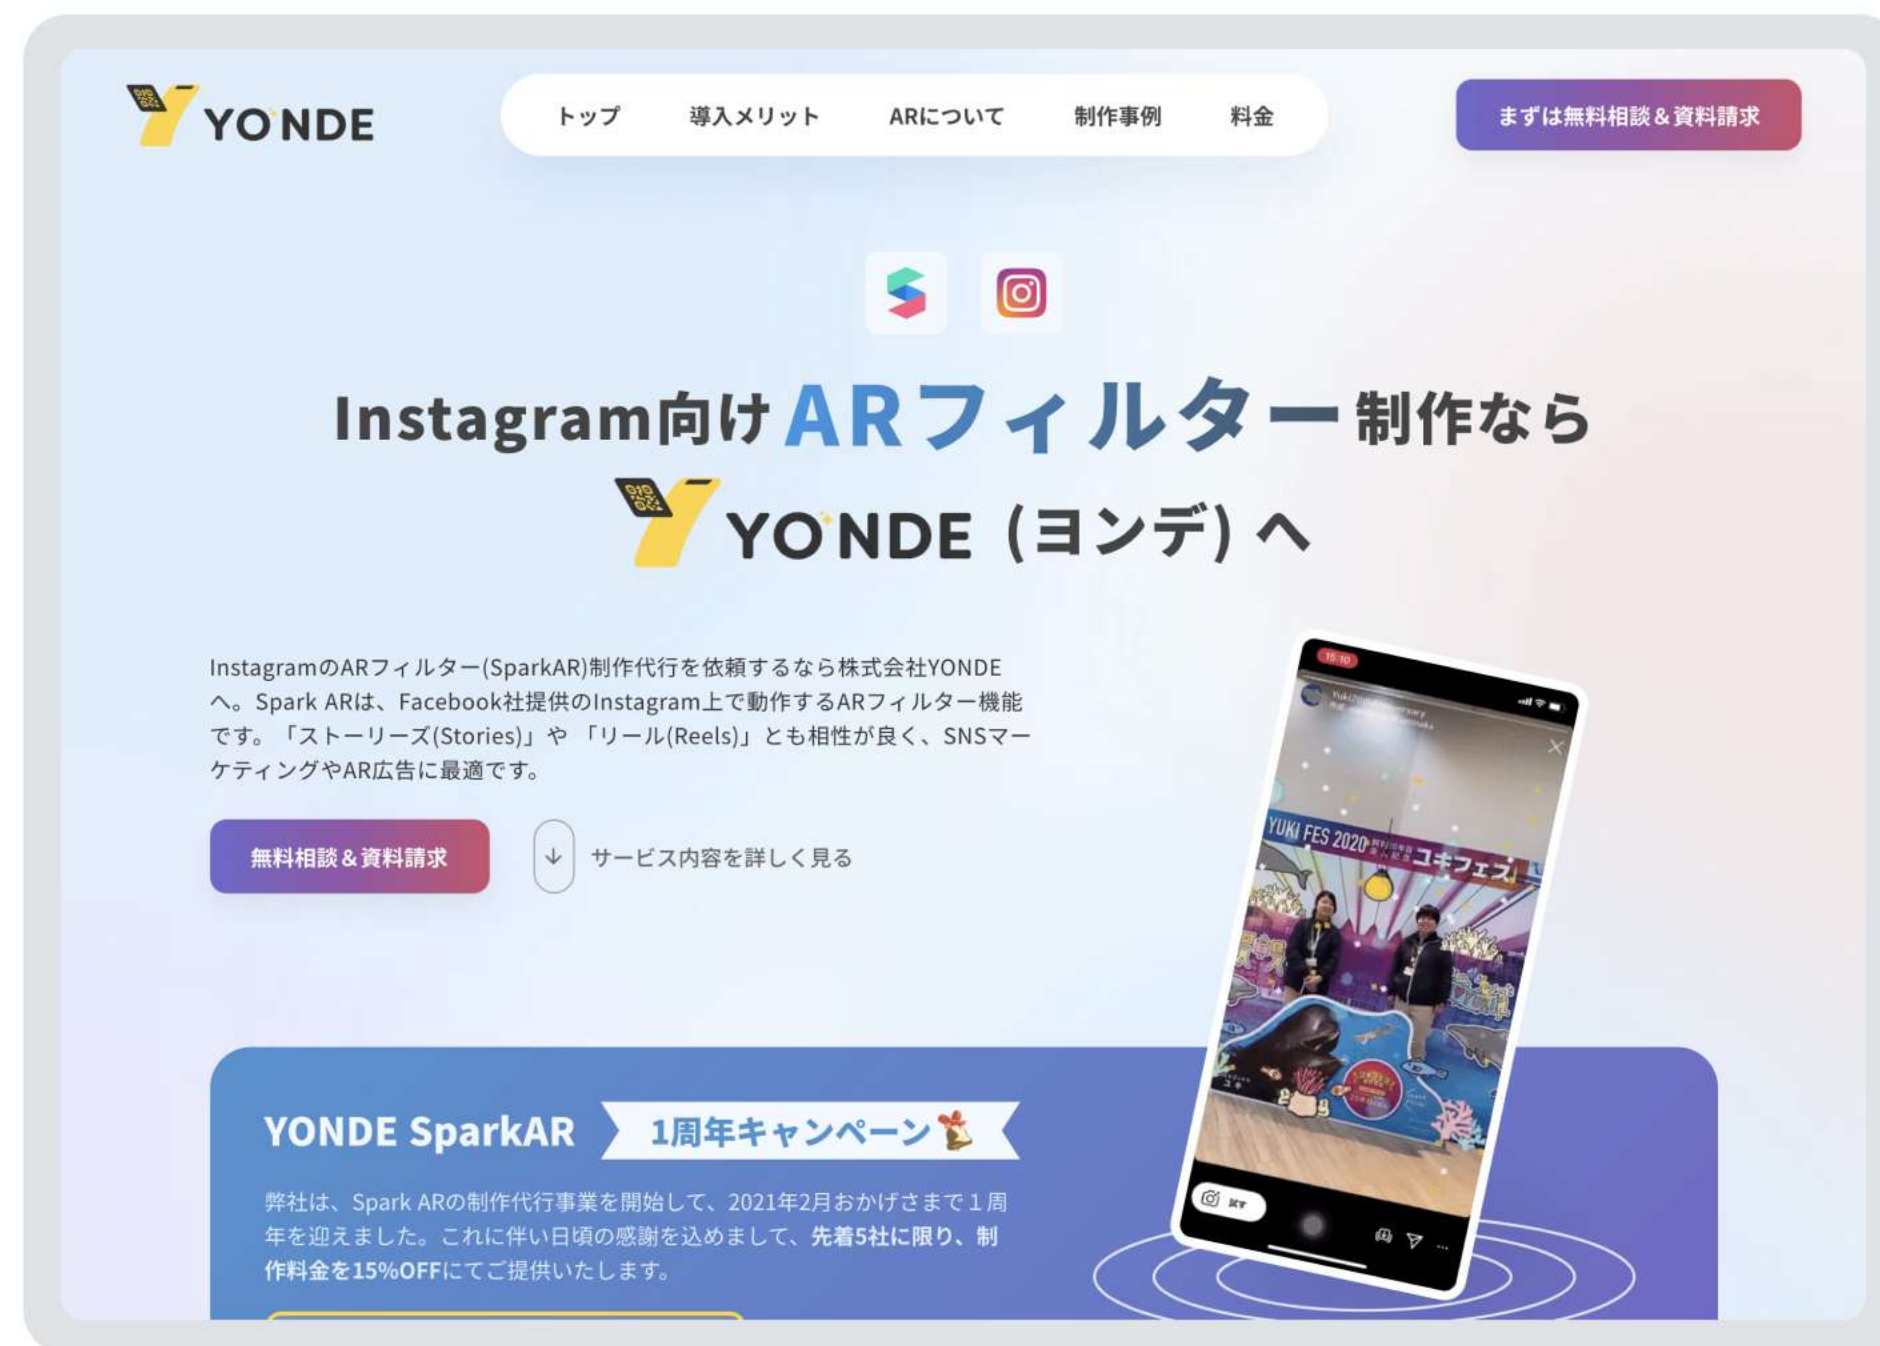 YONDE
トップ 導入メリット ARについて 制作事例 料金
まずは無料相談＆資料請求
Instagram向けARフィルター制作なら
YONDE (ヨンデ) へ
InstagramのARフィルター(SparkAR)制作代行を依頼するなら株式会社YONDE
へ。Spark ARは、Facebook社提供のInstagram上で動作するARフィルター機能
です。「ストーリーズ(Stories)」や 「リール(Reels)」とも相性が良く、SNSマー
ケティングやAR広告に最適です。
無料相談＆資料請求
サービス内容を詳しく見る
15:10
YUKI FES 2020
ユキフェス
試す
YONDE SparkAR
1周年キャンペーン
弊社は、Spark ARの制作代行事業を開始して、2021年2月おかげさまで１周
年を迎えました。これに伴い日頃の感謝を込めまして、先着5社に限り、制
作料金を15%OFFにてご提供いたします。